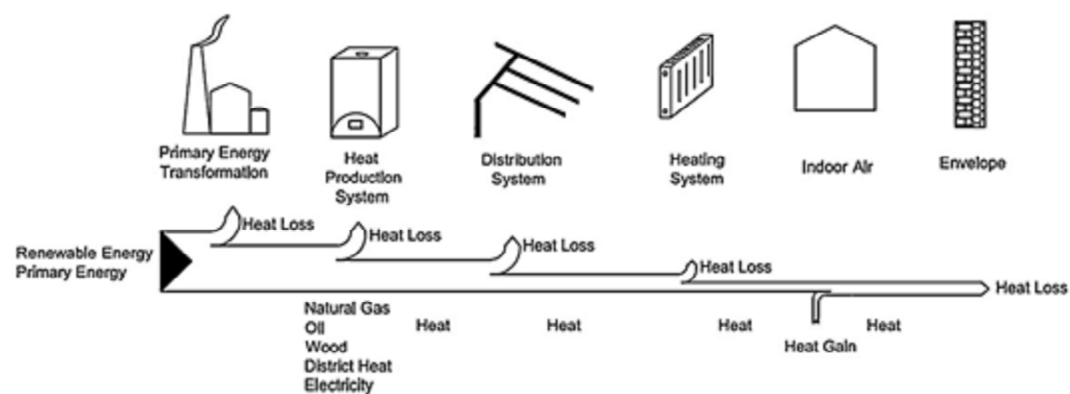 Primary Energy
Transformation
Heat
Production
System
Distribution
System
Heating
System
Indoor Air
Envelope
Renewable Energy
Primary Energy
Heat Loss
Heat Loss
Heat Loss
Heat Loss
Heat Loss
Natural Gas
Oil
Wood
District Heat
Electricity
Heat
Heat
Heat
Heat Gain
Heat